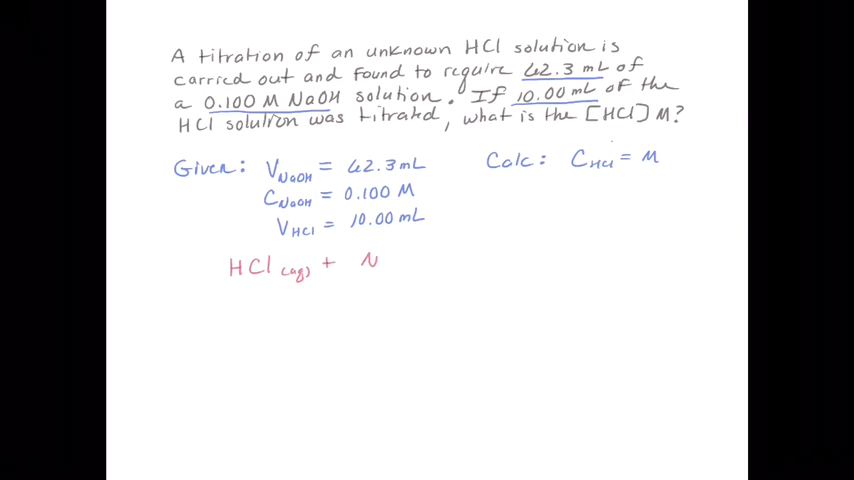 A titration of an unknown HCl solution is
carried out and found to require 42.3 mL of
a 0.100 M NaOH solution. If 10.00 mL of the
HCl solution was titrated, what is the [HCl] M?
Given: V NaOH = 42.3 mL
Calc: C HCl = M
C NaOH = 0.100 M
V HCl = 10.00 mL
HCl (aq) + N